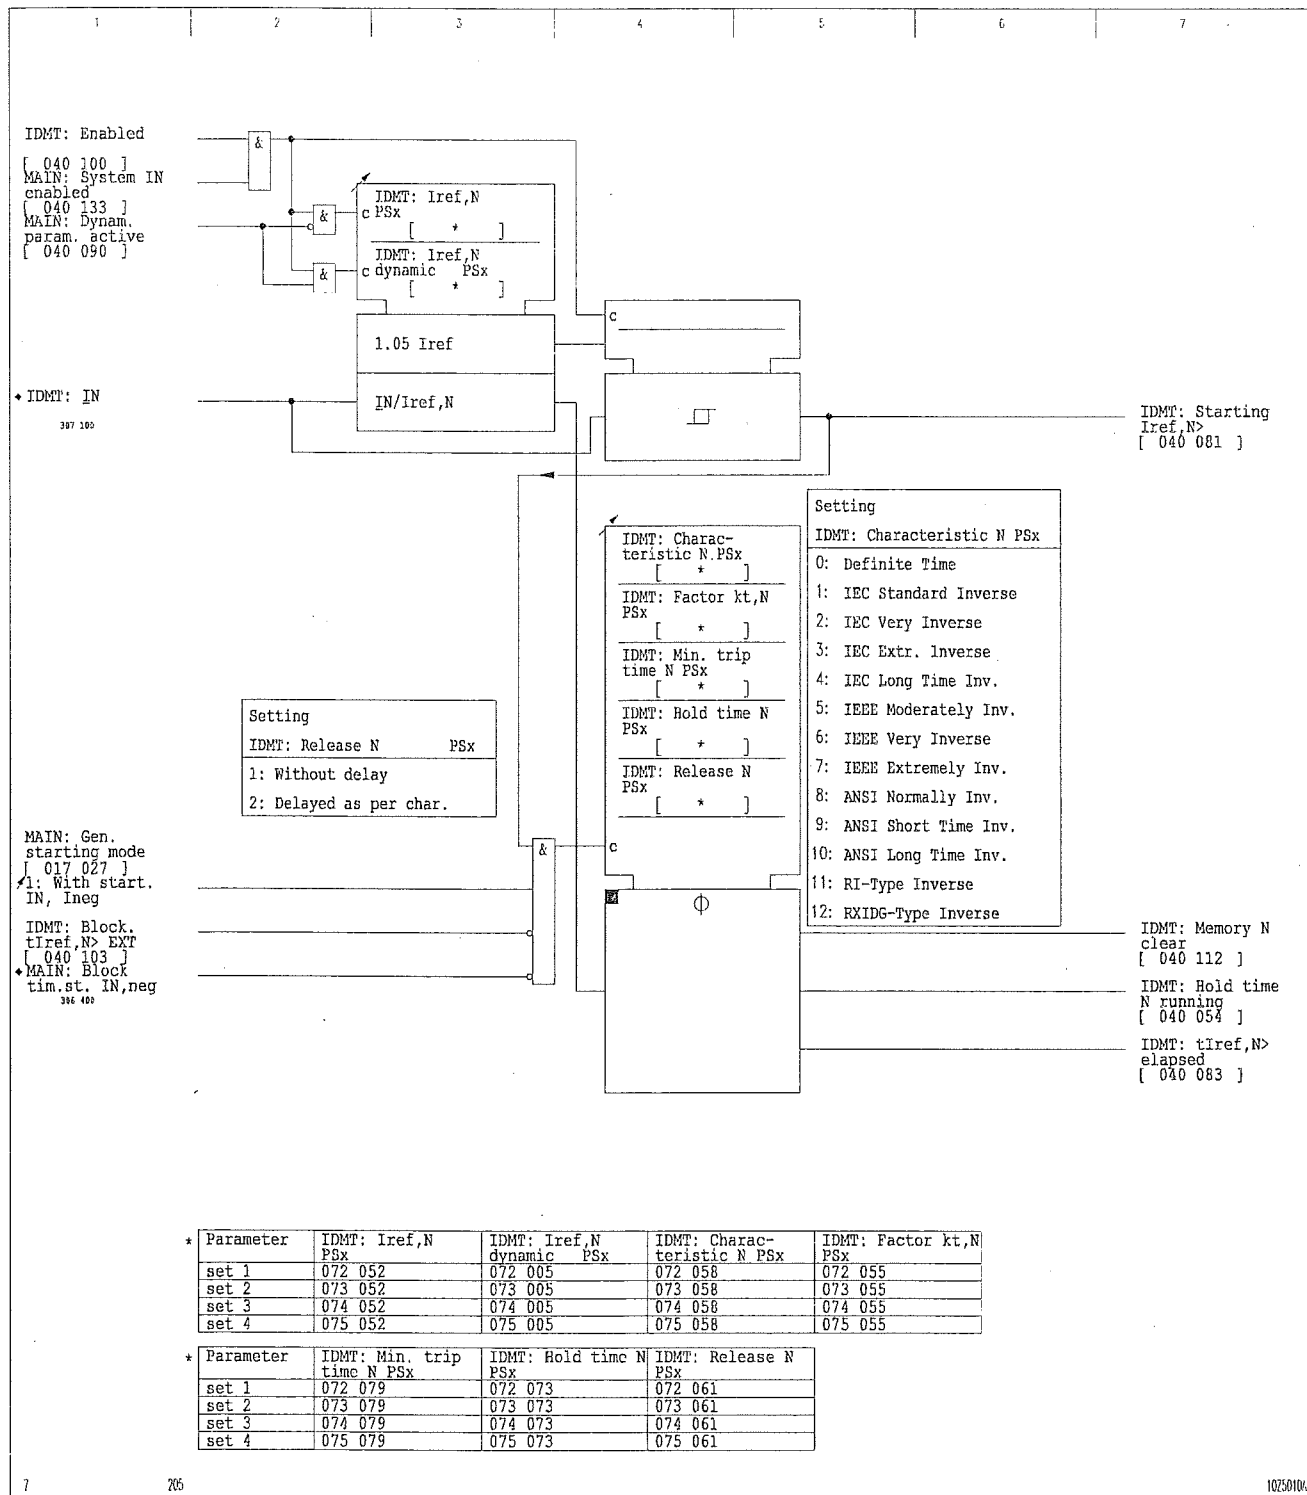 1 2 3 4 5 6 7
IDMT: Enabled
[ 040 100 ]
MAIN: System IN
enabled
[ 040 133 ]
MAIN: Dynam.
param. active
[ 040 090 ]
&
&
&
IDMT: Iref,N
C PSx
[ * ]
IDMT: Iref,N
C dynamic PSx
[ * ]
1.05 Iref
IN/Iref,N
C
♦ IDMT: IN
307 100
IDMT: Starting
Iref,N>
[ 040 081 ]
IDMT: Charac-
teristic N PSx
[ * ]
IDMT: Factor kt,N
PSx
[ * ]
IDMT: Min. trip
time N PSx
[ * ]
IDMT: Hold time N
PSx
[ * ]
IDMT: Release N
PSx
[ * ]
C
Φ
Setting
IDMT: Characteristic N PSx
0: Definite Time
1: IEC Standard Inverse
2: IEC Very Inverse
3: IEC Extr. Inverse
4: IEC Long Time Inv.
5: IEEE Moderately Inv.
6: IEEE Very Inverse
7: IEEE Extremely Inv.
8: ANSI Normally Inv.
9: ANSI Short Time Inv.
10: ANSI Long Time Inv.
11: RI-Type Inverse
12: RXIDG-Type Inverse
Setting
IDMT: Release N PSx
1: Without delay
2: Delayed as per char.
MAIN: Gen.
starting mode
[ 017 027 ]
1: With start.
IN, Ineg
IDMT: Block.
tIref,N> EXT
[ 040 103 ]
♦ MAIN: Block
tim.st. IN,neg
306 400
&
IDMT: Memory N
clear
[ 040 112 ]
IDMT: Hold time
N running
[ 040 054 ]
IDMT: tIref,N>
elapsed
[ 040 083 ]
* Parameter IDMT: Iref,N IDMT: Iref,N IDMT: Charac- IDMT: Factor kt,N
PSx dynamic PSx teristic N PSx PSx
set 1 072 052 072 005 072 058 072 055
set 2 073 052 073 005 073 058 073 055
set 3 074 052 074 005 074 058 074 055
set 4 075 052 075 005 075 058 075 055
* Parameter IDMT: Min. trip IDMT: Hold time N IDMT: Release N
time N PSx PSx PSx
set 1 072 079 072 073 072 061
set 2 073 079 073 073 073 061
set 3 074 079 074 073 074 061
set 4 075 079 075 073 075 061
7 205